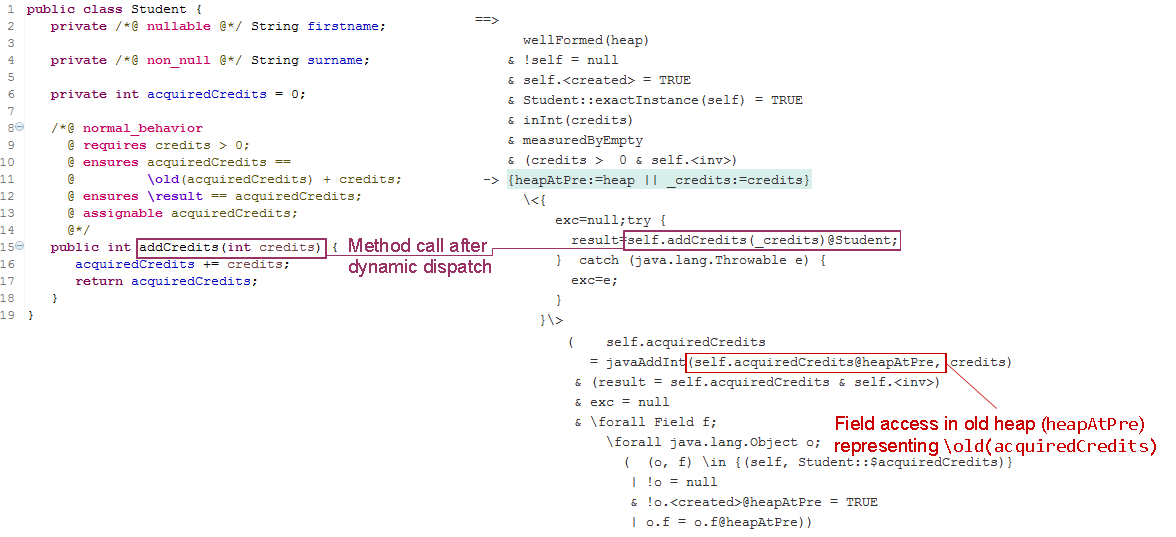 1 public class Student {
2 private /*@ nullable @*/ String firstname;
3
4 private /*@ non_null @*/ String surname;
5
6 private int acquiredCredits = 0;
7
8 /*@ normal_behavior
9 @ requires credits > 0;
10 @ ensures acquiredCredits ==
11 @ \old(acquiredCredits) + credits;
12 @ ensures \result == acquiredCredits;
13 @ assignable acquiredCredits;
14 @*/
15 public int addCredits(int credits) {
16 acquiredCredits += credits;
17 return acquiredCredits;
18 }
19 }
Method call after
dynamic dispatch
==>
wellFormed(heap)
& !self = null
& self.<created> = TRUE
& Student::exactInstance(self) = TRUE
& inInt(credits)
& measuredByEmpty
& (credits > 0 & self.<inv>)
-> {heapAtPre:=heap || _credits:=credits}
\<{
exc=null;try {
result=self.addCredits(_credits)@Student;
} catch (java.lang.Throwable e) {
exc=e;
}
}\>
( self.acquiredCredits
= javaAddInt(self.acquiredCredits@heapAtPre, credits)
& (result = self.acquiredCredits & self.<inv>)
& exc = null
& \forall Field f;
\forall java.lang.Object o;
( (o, f) \in {(self, Student::$acquiredCredits)}
| !o = null
& !o.<created>@heapAtPre = TRUE
| o.f = o.f@heapAtPre))
Field access in old heap (heapAtPre)
representing \old(acquiredCredits)